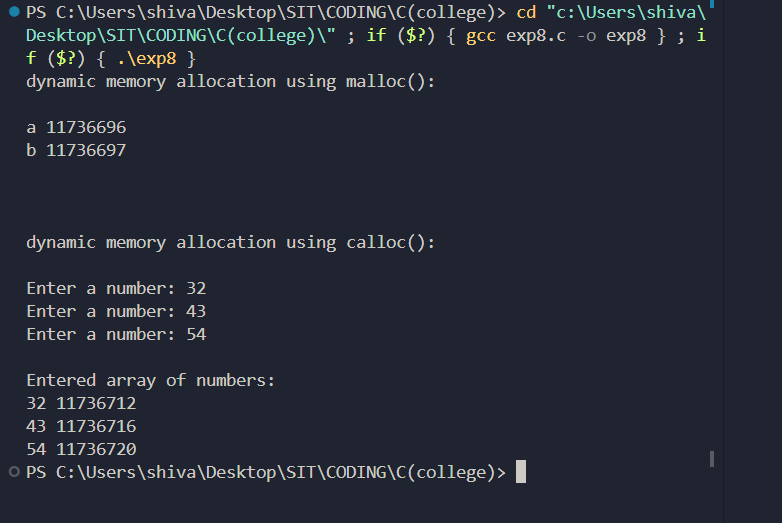 PS C:\Users\shiva\Desktop\SIT\CODING\C(college)> cd "c:\Users\shiva\
Desktop\SIT\CODING\C(college)\" ; if ($?) { gcc exp8.c -o exp8 } ; i
f ($?) { .\exp8 }
dynamic memory allocation using malloc():
a 11736696
b 11736697
dynamic memory allocation using calloc():
Enter a number: 32
Enter a number: 43
Enter a number: 54
Entered array of numbers:
32 11736712
43 11736716
54 11736720
PS C:\Users\shiva\Desktop\SIT\CODING\C(college)>